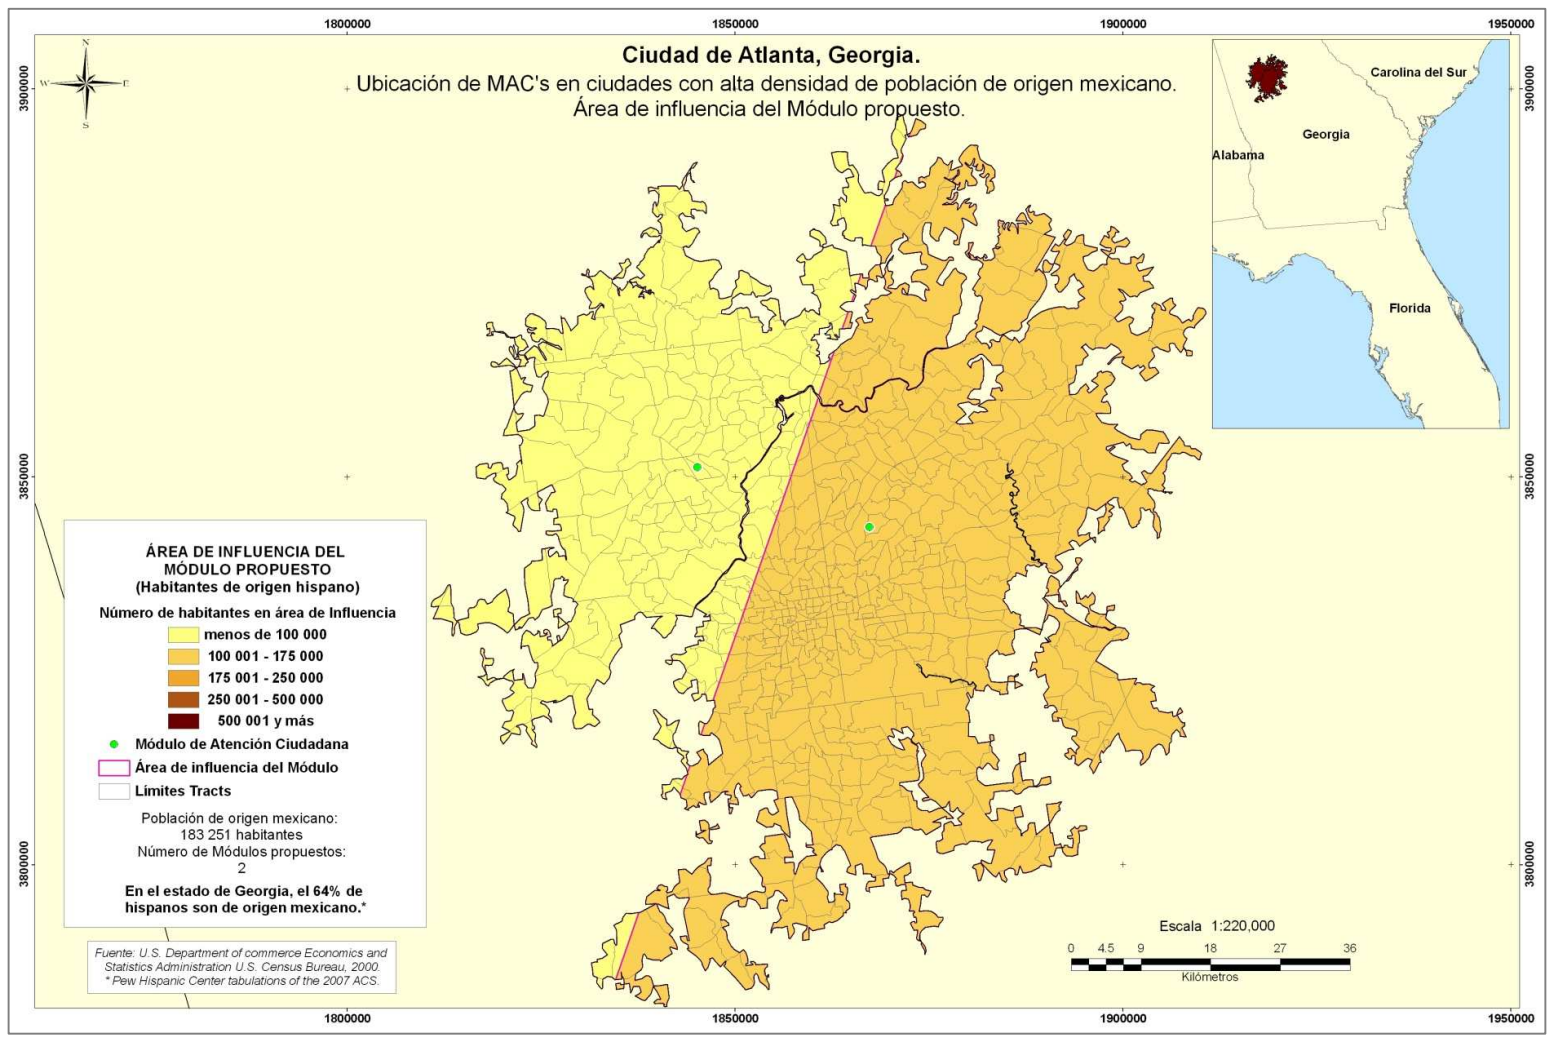 1800000
1850000
1900000
1950000
Ciudad de Atlanta, Georgia.
Ubicación de MAC's en ciudades con alta densidad de población de origen mexicano.
Área de influencia del Módulo propuesto.
N
W
E
S
3900000
3900000
Carolina del Sur
Georgia
Alabama
Florida
3850000
3850000
ÁREA DE INFLUENCIA DEL
MÓDULO PROPUESTO
(Habitantes de origen hispano)
Número de habitantes en área de Influencia
menos de 100 000
100 001 - 175 000
175 001 - 250 000
250 001 - 500 000
500 001 y más
Módulo de Atención Ciudadana
Área de influencia del Módulo
Límites Tracts
Población de origen mexicano:
183 251 habitantes
Número de Módulos propuestos:
2
En el estado de Georgia, el 64% de
hispanos son de origen mexicano.*
3800000
3800000
Fuente: U.S. Department of commerce Economics and
Statistics Administration U.S. Census Bureau, 2000.
* Pew Hispanic Center tabulations of the 2007 ACS.
Escala 1:220,000
0 4.5 9 18 27 36
Kilómetros
1800000
1850000
1900000
1950000